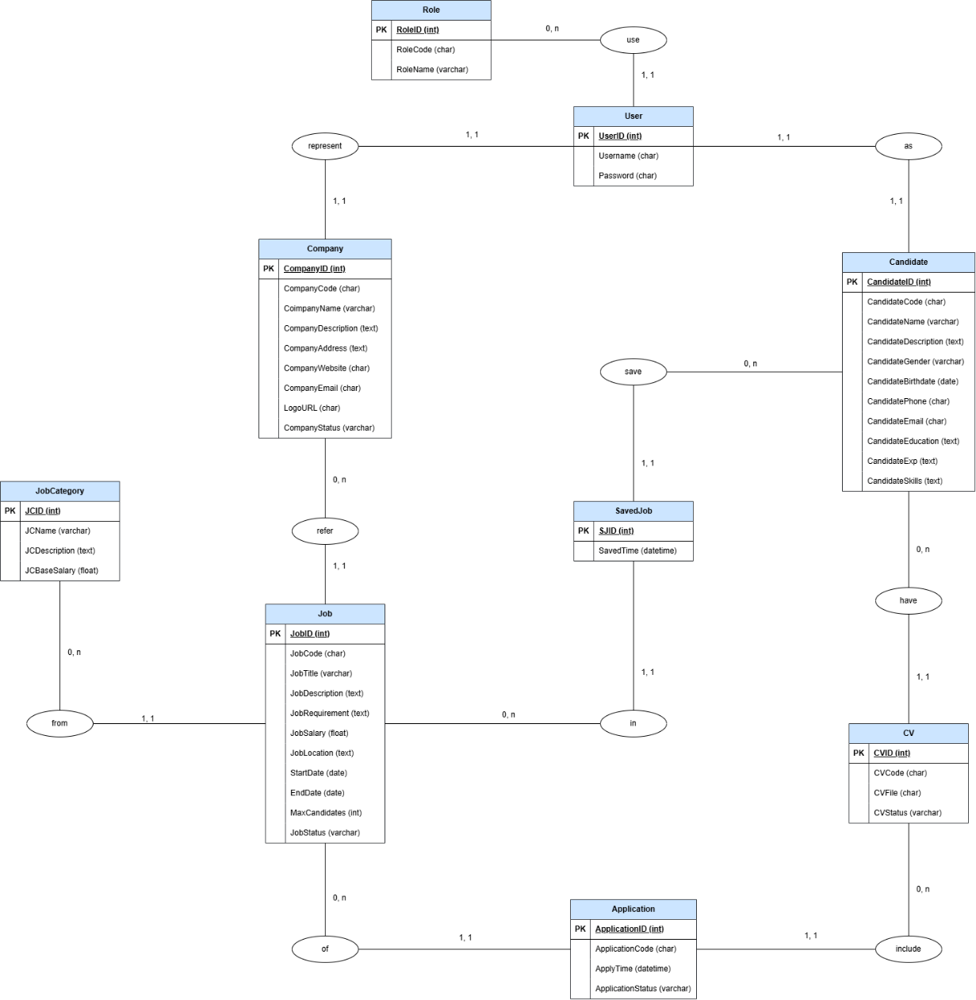 Role
PK RoleID (int)
RoleCode (char)
RoleName (varchar)
0, n
use
1, 1
User
PK UserID (int)
Username (char)
Password (char)
1, 1
represent
1, 1
1, 1
as
1, 1
Company
PK CompanyID (int)
CompanyCode (char)
CoimpanyName (varchar)
CompanyDescription (text)
CompanyAddress (text)
CompanyWebsite (char)
CompanyEmail (char)
LogoURL (char)
CompanyStatus (varchar)
Candidate
PK CandidateID (int)
CandidateCode (char)
CandidateName (varchar)
CandidateDescription (text)
CandidateGender (varchar)
CandidateBirthdate (date)
CandidatePhone (char)
CandidateEmail (char)
CandidateEducation (text)
CandidateExp (text)
CandidateSkills (text)
save
0, n
1, 1
0, n
refer
1, 1
JobCategory
PK JCID (int)
JCName (varchar)
JCDescription (text)
JCBaseSalary (float)
0, n
from
1, 1
SavedJob
PK SJID (int)
SavedTime (datetime)
1, 1
in
0, n
0, n
have
1, 1
Job
PK JobID (int)
JobCode (char)
JobTitle (varchar)
JobDescription (text)
JobRequirement (text)
JobSalary (float)
JobLocation (text)
StartDate (date)
EndDate (date)
MaxCandidates (int)
JobStatus (varchar)
CV
PK CVID (int)
CVCode (char)
CVFile (char)
CVStatus (varchar)
0, n
of
1, 1
Application
PK ApplicationID (int)
ApplicationCode (char)
ApplyTime (datetime)
ApplicationStatus (varchar)
1, 1
include
0, n